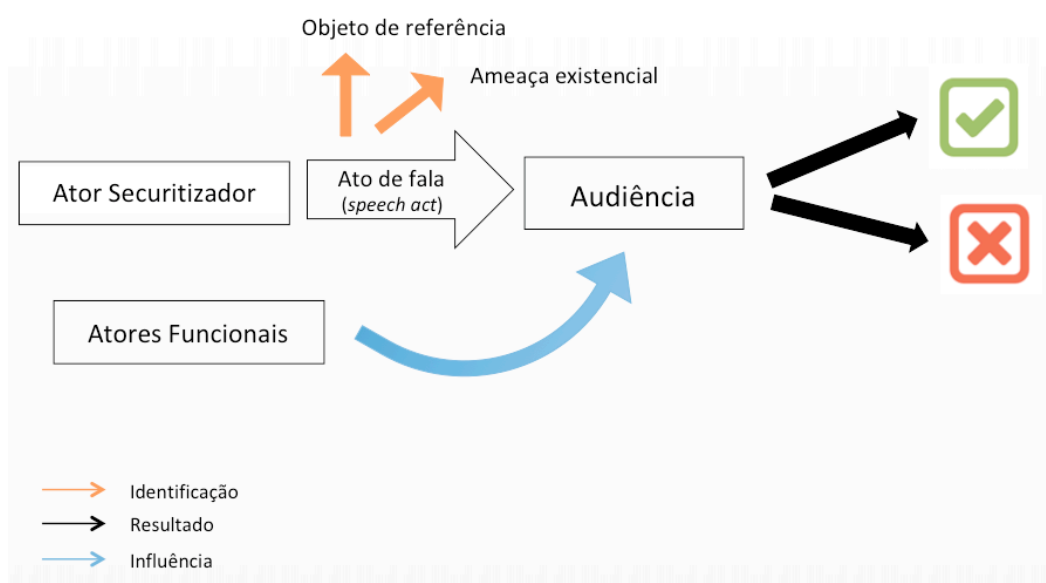 Objeto de referência
Ameaça existencial
Ator Securitizador
Ato de fala
(speech act)
Audiência
Atores Funcionais
Identificação
Resultado
Influência